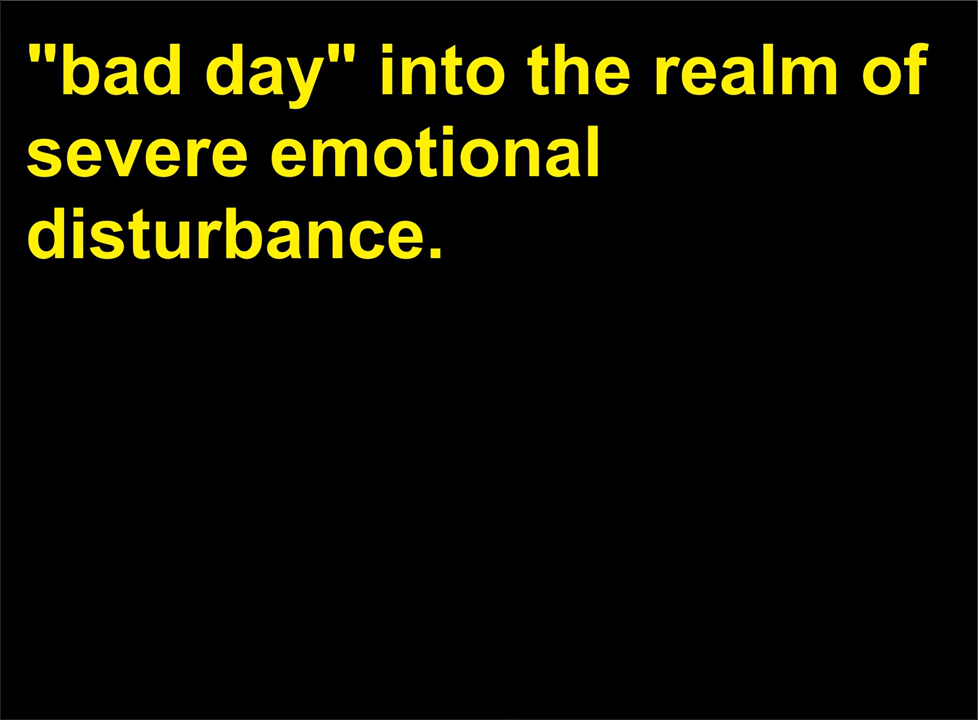 "bad day" into the realm of
severe emotional
disturbance.